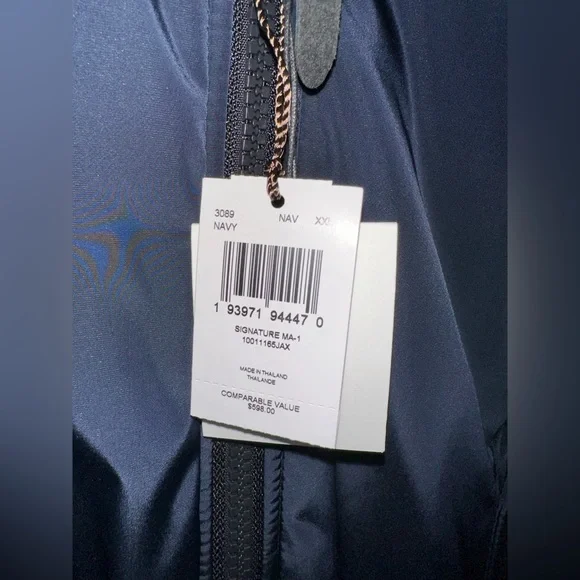 3089 NAV XXL
NAVY
1 93971 94447 0
SIGNATURE MA-1
10011165JAX
MADE IN THAILAND
THAILANDE
COMPARABLE VALUE
$598.00